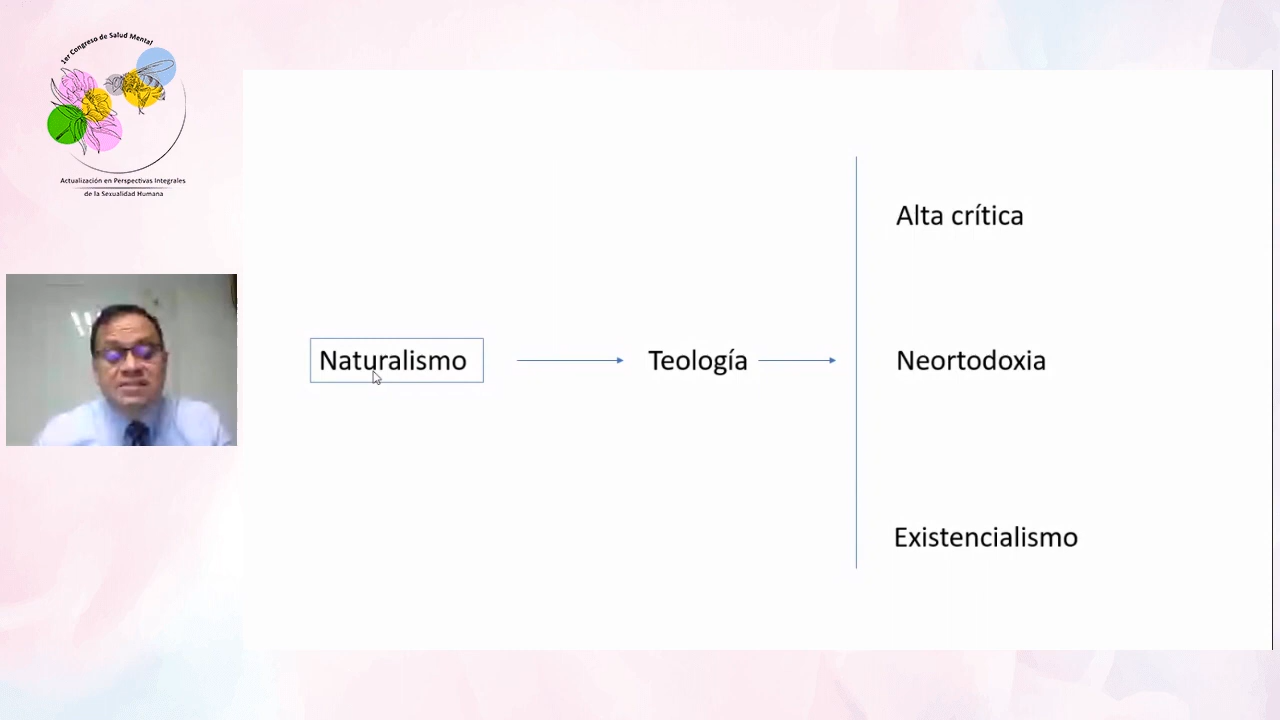 1er Congreso de Salud Mental
Actualización en Perspectivas Integrales
de la Sexualidad Humana
Alta crítica
Naturalismo
Teología
Neortodoxia
Existencialismo